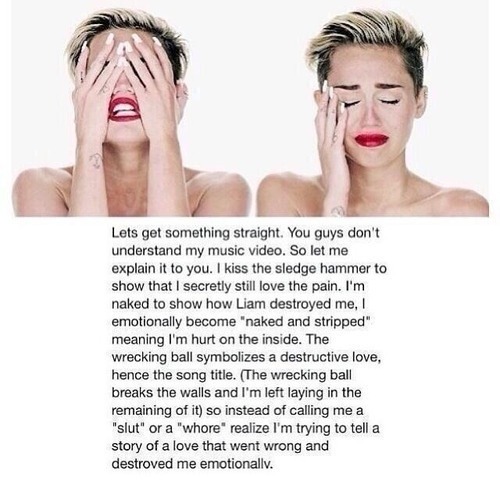 Lets get something straight. You guys don't
understand my music video. So let me
explain it to you. I kiss the sledge hammer to
show that I secretly still love the pain. I'm
naked to show how Liam destroyed me, I
emotionally become "naked and stripped"
meaning I'm hurt on the inside. The
wrecking ball symbolizes a destructive love,
hence the song title. (The wrecking ball
breaks the walls and I'm left laying in the
remaining of it) so instead of calling me a
"slut" or a "whore" realize I'm trying to tell a
story of a love that went wrong and
destroyed me emotionally.